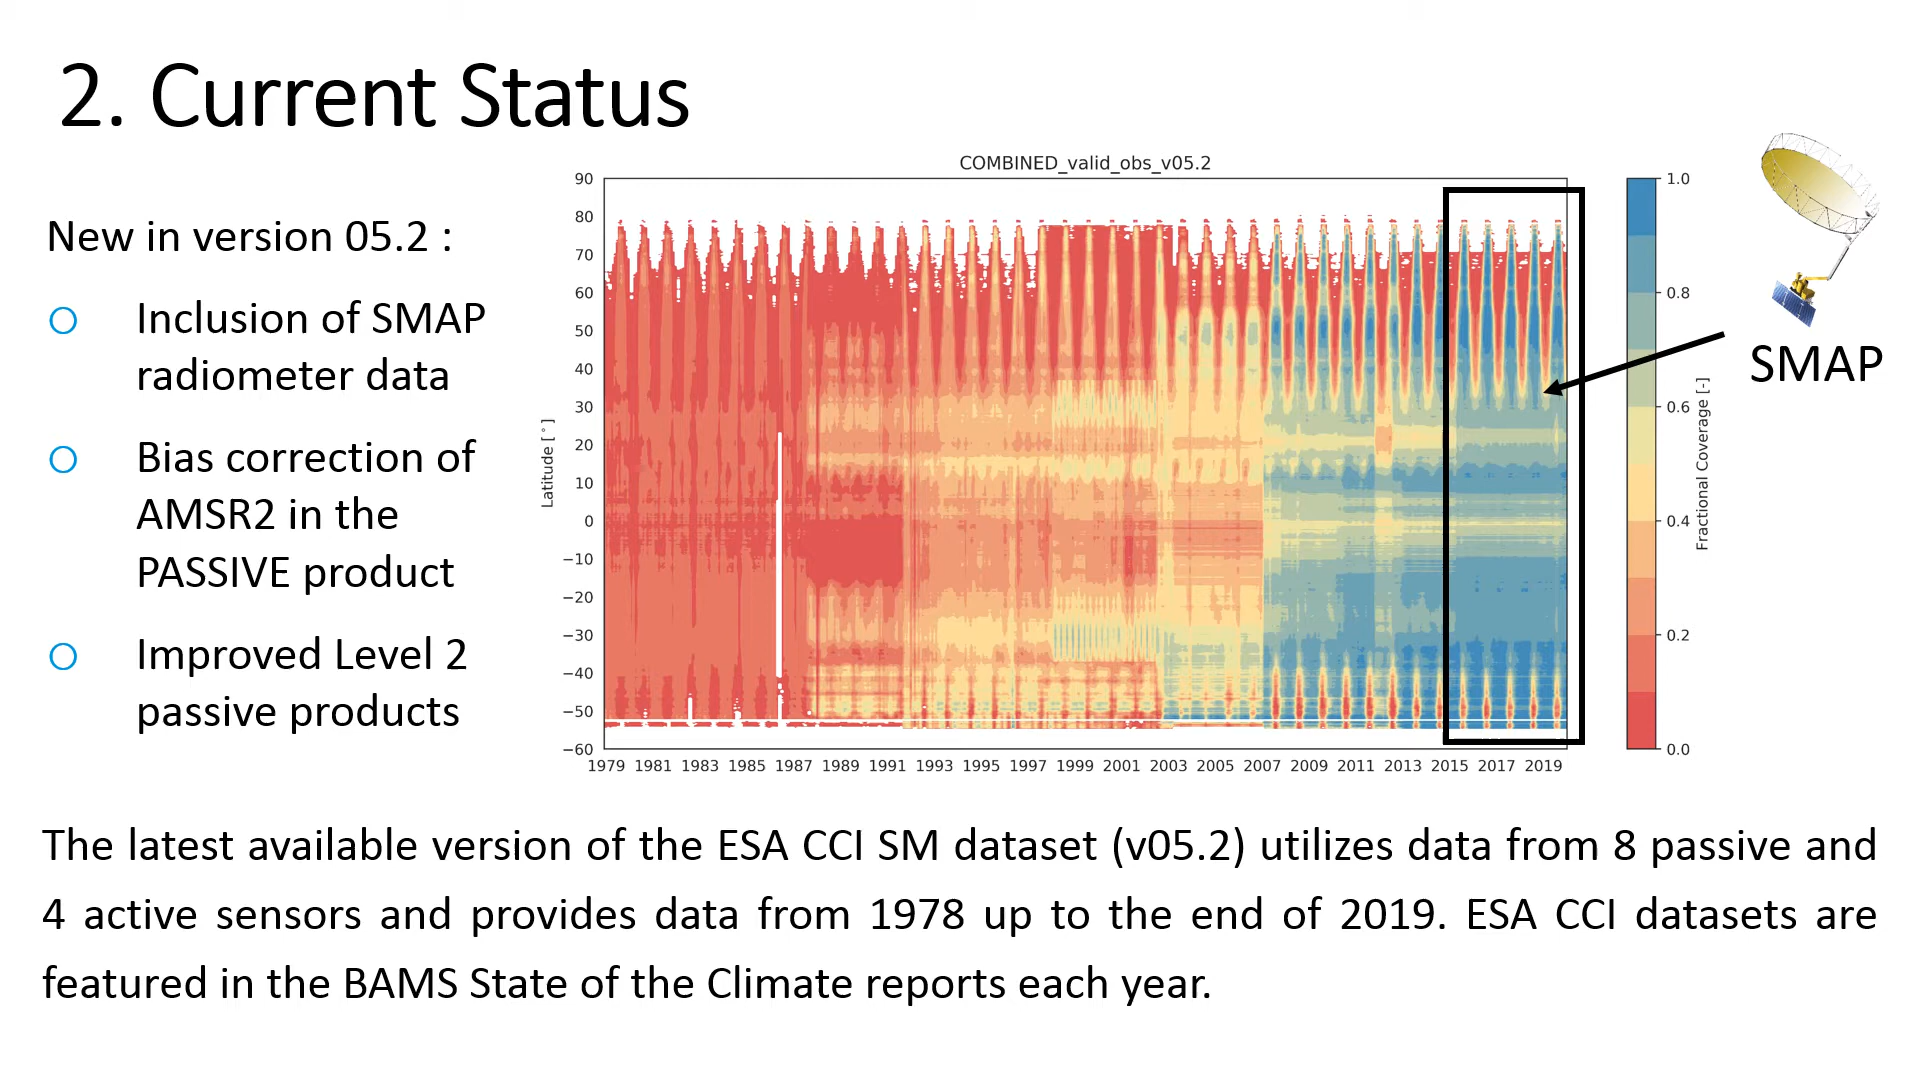 2. Current Status
New in version 05.2 :
Inclusion of SMAP
radiometer data
Bias correction of
AMSR2 in the
PASSIVE product
Improved Level 2
passive products
COMBINED_valid_obs_v05.2
Latitude [°]
90
80
70
60
50
40
30
20
10
0
−10
−20
−30
−40
−50
−60
1979 1981 1983 1985 1987 1989 1991 1993 1995 1997 1999 2001 2003 2005 2007 2009 2011 2013 2015 2017 2019
1.0
0.8
0.6
0.4
0.2
0.0
Fractional Coverage [-]
SMAP
The latest available version of the ESA CCI SM dataset (v05.2) utilizes data from 8 passive and
4 active sensors and provides data from 1978 up to the end of 2019. ESA CCI datasets are
featured in the BAMS State of the Climate reports each year.